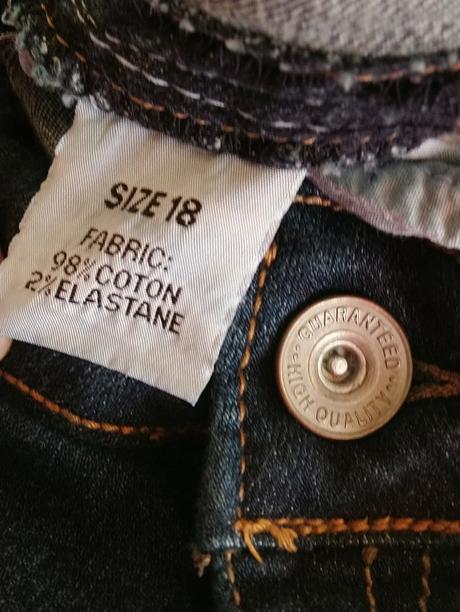 SIZE 18
FABRIC:
98% COTON
2% ELASTANE
GUARANTEED
HIGH QUALITY